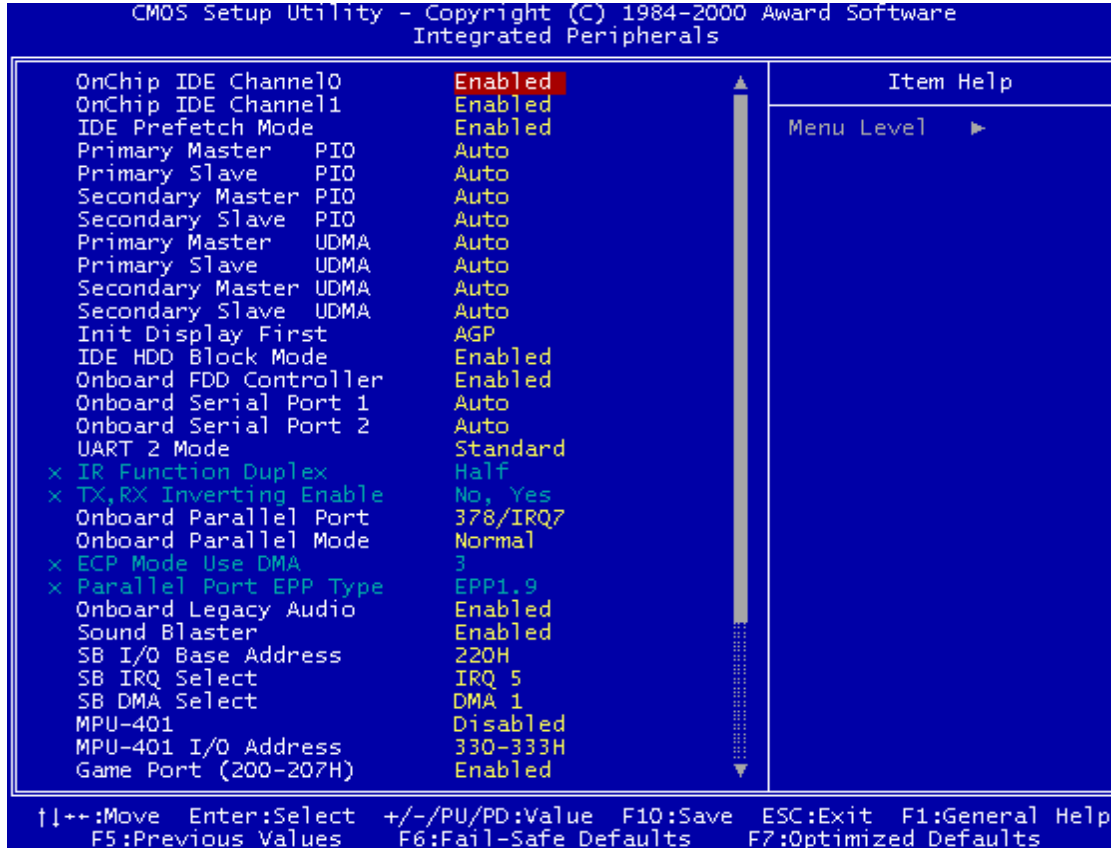 CMOS Setup Utility - Copyright (C) 1984-2000 Award Software
Integrated Peripherals
OnChip IDE Channel0 Enabled
OnChip IDE Channel1 Enabled
IDE Prefetch Mode Enabled
Primary Master PIO Auto
Primary Slave PIO Auto
Secondary Master PIO Auto
Secondary Slave PIO Auto
Primary Master UDMA Auto
Primary Slave UDMA Auto
Secondary Master UDMA Auto
Secondary Slave UDMA Auto
Init Display First AGP
IDE HDD Block Mode Enabled
Onboard FDD Controller Enabled
Onboard Serial Port 1 Auto
Onboard Serial Port 2 Auto
UART 2 Mode Standard
x IR Function Duplex Half
x TX,RX Inverting Enable No, Yes
Onboard Parallel Port 378/IRQ7
Onboard Parallel Mode Normal
x ECP Mode Use DMA 3
x Parallel Port EPP Type EPP1.9
Onboard Legacy Audio Enabled
Sound Blaster Enabled
SB I/O Base Address 220H
SB IRQ Select IRQ 5
SB DMA Select DMA 1
MPU-401 Disabled
MPU-401 I/O Address 330-333H
Game Port (200-207H) Enabled
Item Help
Menu Level ►
↑↓←→:Move Enter:Select +/-/PU/PD:Value F10:Save ESC:Exit F1:General Help
F5:Previous Values F6:Fail-Safe Defaults F7:Optimized Defaults